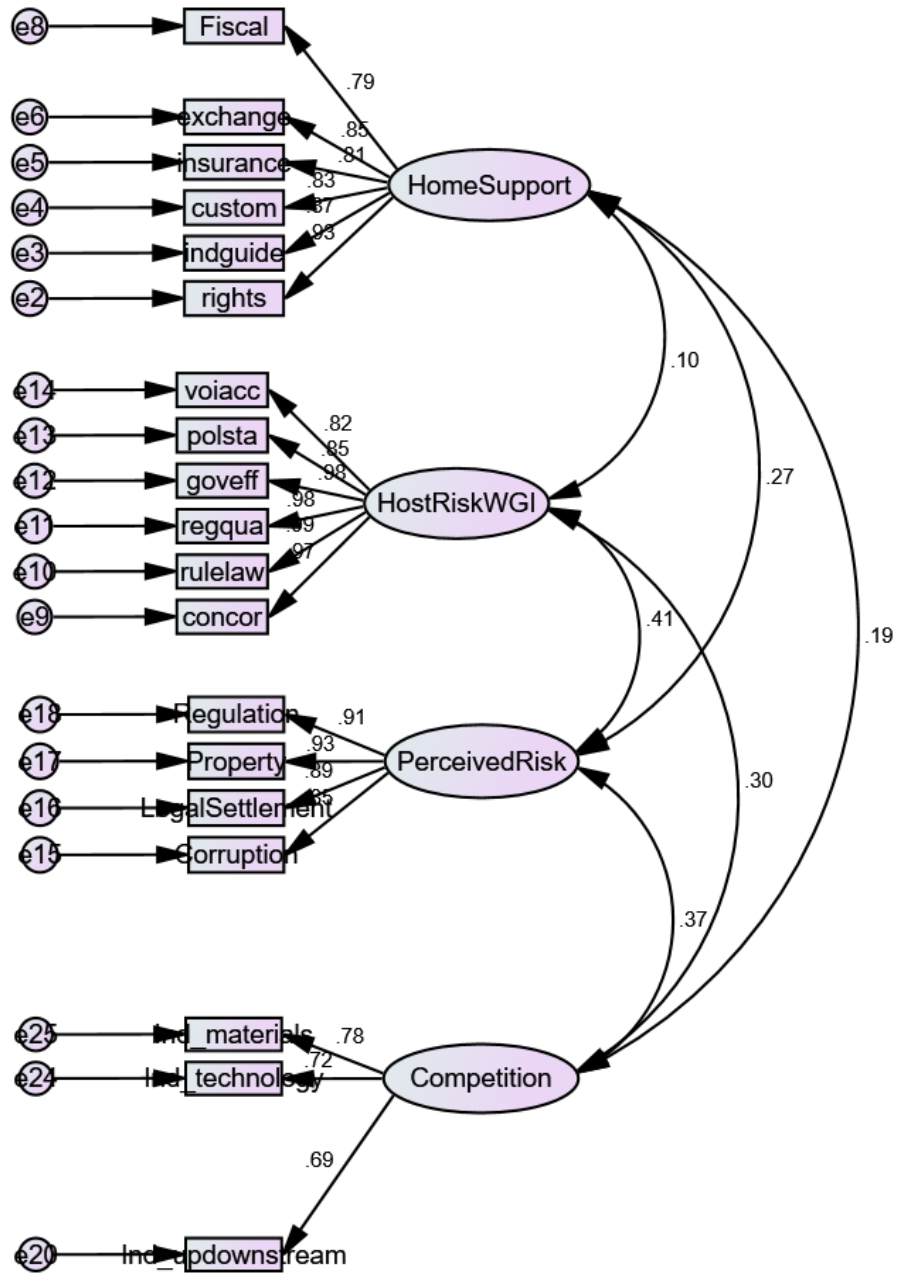 e8 Fiscal
.79
e6 exchange .85
e5 insurance .81
HomeSupport
e4 custom .83
.87
e3 indguide .93
e2 rights
.10
e14 voiacc
.82
e13 polsta .85
.27
e12 goveff .98
HostRiskWGI
.98
e11 regqua .99
e10 rulelaw .97
e9 concor
.41
.19
e18 Regulation .91
e17 Property .93
PerceivedRisk
.89
.30
e16 LegalSettlement .85
e15 Corruption
.37
e25 Ind_materials .78
.72
e24 Ind_technology Competition
.69
e20 Ind_updownstream